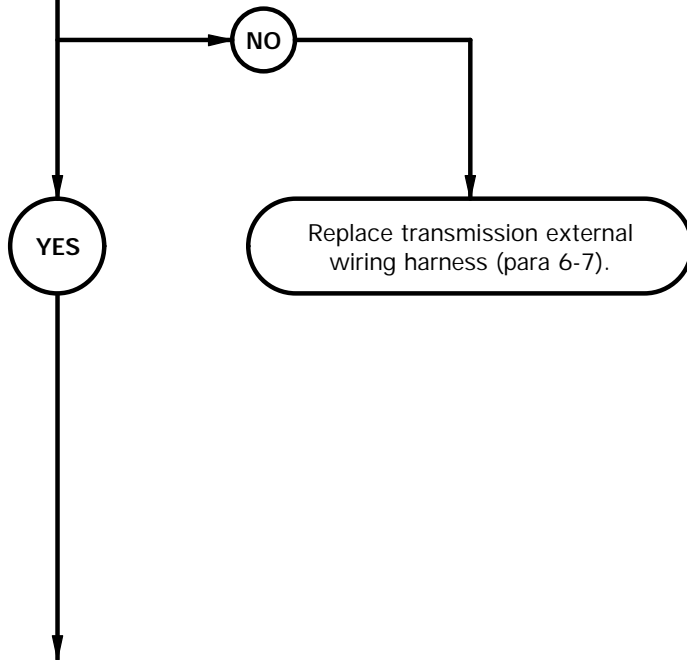 NO
YES
Replace transmission external
wiring harness (para 6-7).